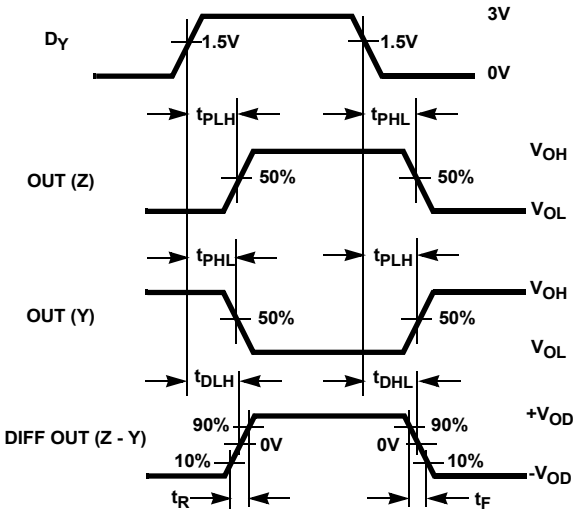 3V
DY
1.5V
1.5V
0V
tPLH
tPHL
VOH
OUT (Z)
50%
50%
VOL
tPHL
tPLH
VOH
OUT (Y)
50%
50%
VOL
tDLH
tDHL
+VOD
90%
90%
DIFF OUT (Z - Y)
0V
0V
10%
10%
-VOD
tR
tF